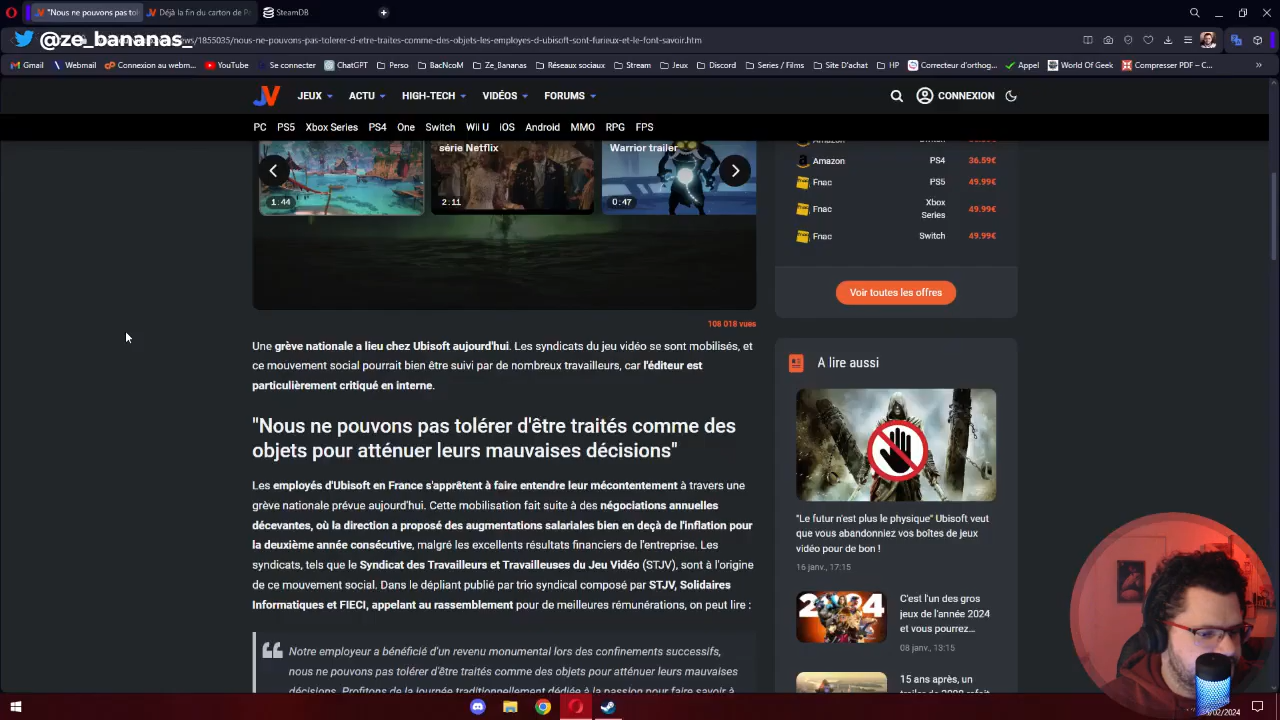 "Nous ne pouvons pas tol
Déjà la fin du carton de Pa
SteamDB
@ze_bananas_
ews/1855035/nous-ne-pouvons-pas-tolerer-d-etre-traites-comme-des-objets-les-employes-d-ubisoft-sont-furieux-et-le-font-savoir.htm
Gmail
Webmail
Connexion au webm...
YouTube
Se connecter
ChatGPT
Perso
BacNcoM
Ze_Bananas
Réseaux sociaux
Stream
Jeux
Discord
Series / Films
Site D'achat
HP
Correcteur d'orthog...
Appel
World Of Geek
Compresser PDF – C...
JV
JEUX
ACTU
HIGH-TECH
VIDÉOS
FORUMS
CONNEXION
PC
PS5
Xbox Series
PS4
One
Switch
Wii U
iOS
Android
MMO
RPG
FPS
série Netflix
Warrior trailer
1:44
2:11
0:47
108 018 vues
Une grève nationale a lieu chez Ubisoft aujourd'hui. Les syndicats du jeu vidéo se sont mobilisés, et
ce mouvement social pourrait bien être suivi par de nombreux travailleurs, car l'éditeur est
particulièrement critiqué en interne.
"Nous ne pouvons pas tolérer d'être traités comme des
objets pour atténuer leurs mauvaises décisions"
Les employés d'Ubisoft en France s'apprêtent à faire entendre leur mécontentement à travers une
grève nationale prévue aujourd'hui. Cette mobilisation fait suite à des négociations annuelles
décevantes, où la direction a proposé des augmentations salariales bien en deçà de l'inflation pour
la deuxième année consécutive, malgré les excellents résultats financiers de l'entreprise. Les
syndicats, tels que le Syndicat des Travailleurs et Travailleuses du Jeu Vidéo (STJV), sont à l'origine
de ce mouvement social. Dans le dépliant publié par trio syndical composé par STJV, Solidaires
Informatiques et FIECI, appelant au rassemblement pour de meilleures rémunérations, on peut lire :
Notre employeur a bénéficié d'un revenu monumental lors des confinements successifs,
nous ne pouvons pas tolérer d'être traités comme des objets pour atténuer leurs mauvaises
décisions. Profitons de la journée traditionnellement dédiée à la passion pour faire savoir à
Amazon
Amazon PS4 36.59€
Fnac PS5 49.99€
Fnac Xbox Series 49.99€
Fnac Switch 49.99€
Voir toutes les offres
A lire aussi
"Le futur n'est plus le physique" Ubisoft veut
que vous abandonniez vos boîtes de jeux
vidéo pour de bon !
16 janv., 17:15
2024
C'est l'un des gros
jeux de l'année 2024
et vous pourrez...
08 janv., 13:15
15 ans après, un